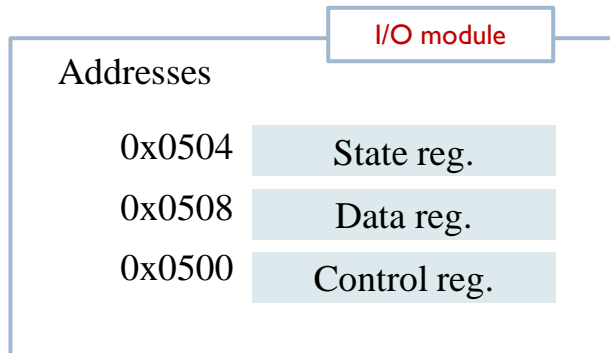 I/O module
Addresses
0x0504 State reg.
0x0508 Data reg.
0x0500 Control reg.